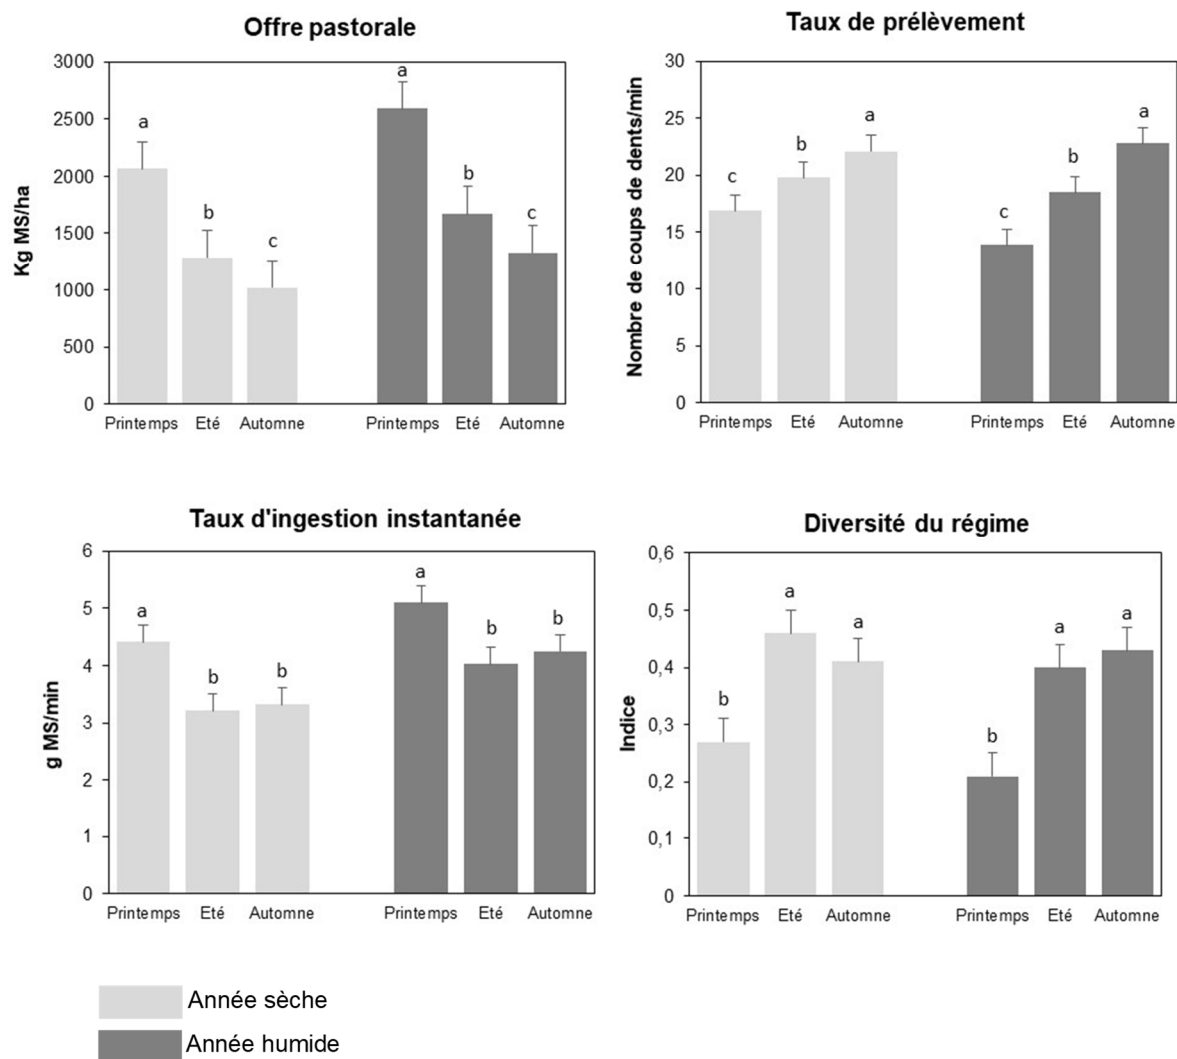 Offre pastorale
Kg MS/ha
3000
2500
2000
1500
1000
500
0
a
b
c
a
b
c
Printemps Eté Automne Printemps Eté Automne
Taux de prélèvement
Nombre de coups de dents/min
30
25
20
15
10
5
0
c
b
a
c
b
a
Printemps Eté Automne Printemps Eté Automne
Taux d'ingestion instantanée
g MS/min
6
5
4
3
2
1
0
a
b
b
a
b
b
Printemps Eté Automne Printemps Eté Automne
Diversité du régime
Indice
0,6
0,5
0,4
0,3
0,2
0,1
0
b
a
a
b
a
a
Printemps Eté Automne Printemps Eté Automne
Année sèche
Année humide